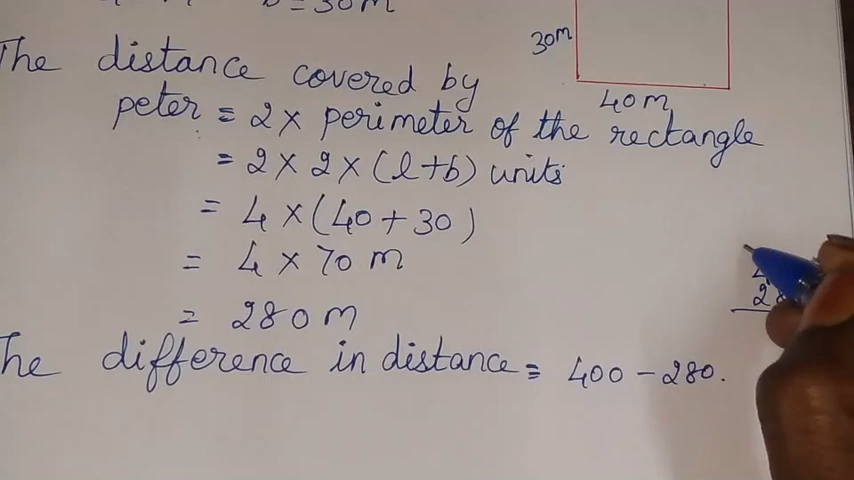 b = 30m
30m
40m
The distance covered by
peter = 2 × perimeter of the rectangle
= 2 × 2 × (l+b) units
= 4 × (40 + 30)
= 4 × 70 m
= 280 m
The difference in distance = 400 - 280.